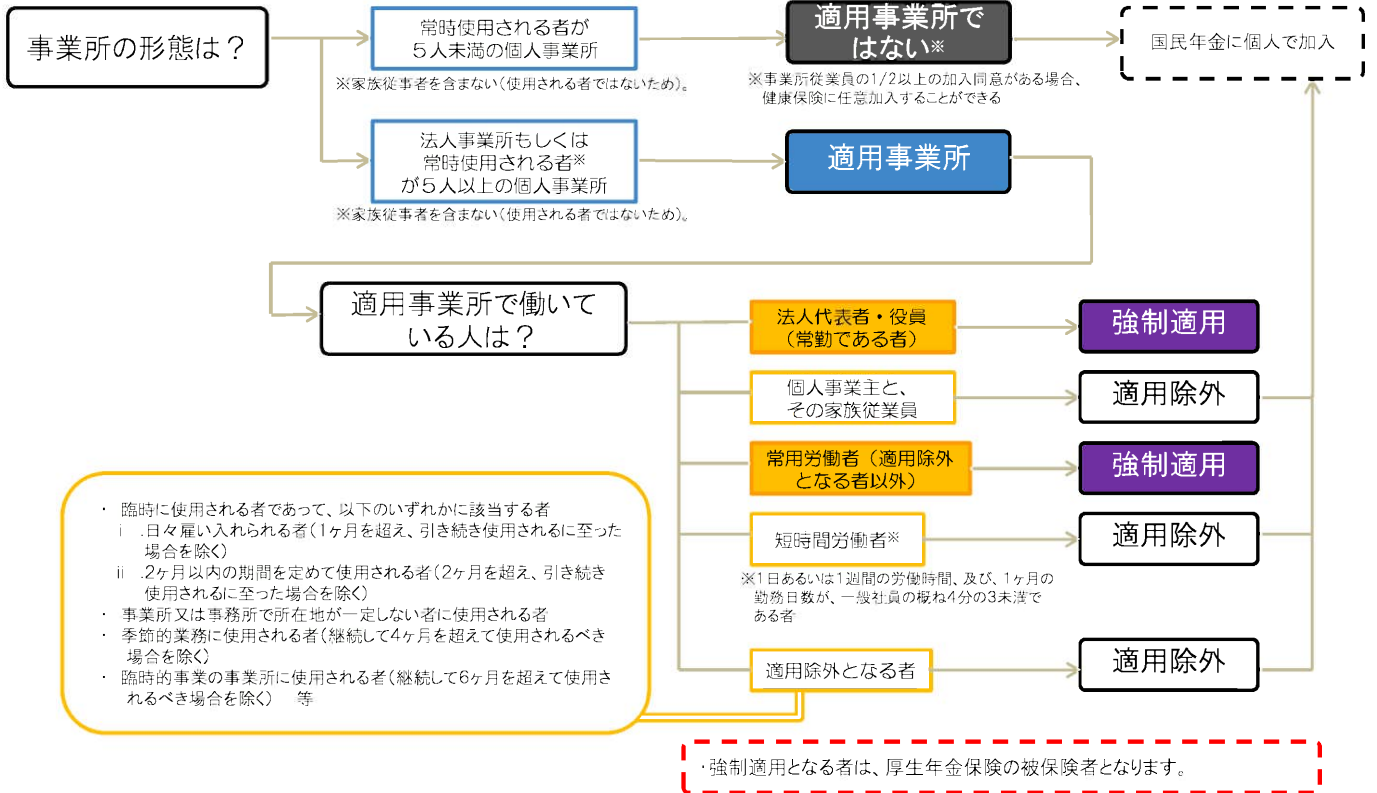 事業所の形態は？
常時使用される者が
５人未満の個人事業所
※家族従事者を含まない（使用される者ではないため）。
適用事業所で
はない※
※事業所従業員の1/2以上の加入同意がある場合、
健康保険に任意加入することができる
国民年金に個人で加入
法人事業所もしくは
常時使用される者※
が５人以上の個人事業所
※家族従事者を含まない（使用される者ではないため）。
適用事業所
適用事業所で働いて
いる人は？
法人代表者・役員
（常勤である者）
強制適用
個人事業主と、
その家族従業員
適用除外
常用労働者（適用除外
となる者以外）
強制適用
短時間労働者※
適用除外
※1日あるいは1週間の労働時間、及び、1ヶ月の
勤務日数が、一般社員の概ね4分の3未満で
ある者
適用除外となる者
適用除外
・ 臨時に使用される者であって、以下のいずれかに該当する者
ⅰ .日々雇い入れられる者（1ヶ月を超え、引き続き使用されるに至った
場合を除く）
ⅱ .2ヶ月以内の期間を定めて使用される者（2ヶ月を超え、引き続き
使用されるに至った場合を除く）
・ 事業所又は事務所で所在地が一定しない者に使用される者
・ 季節的業務に使用される者（継続して4ヶ月を超えて使用されるべき
場合を除く）
・ 臨時的事業の事業所に使用される者（継続して6ヶ月を超えて使用さ
れるべき場合を除く） 等
・強制適用となる者は、厚生年金保険の被保険者となります。